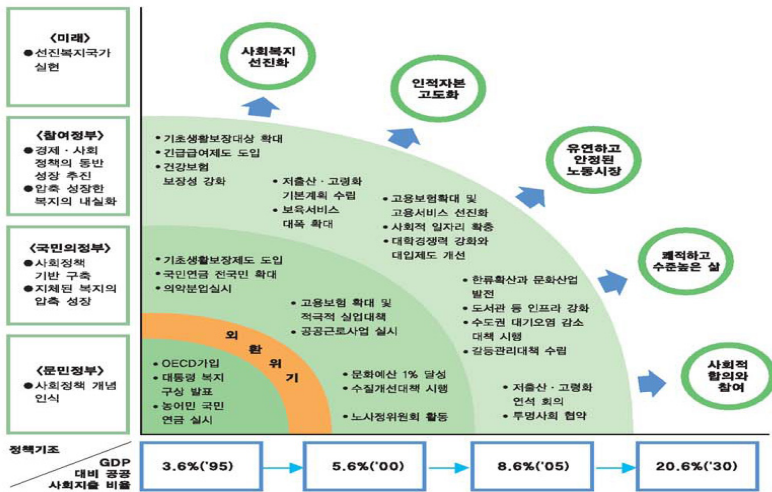 〈미래〉
●선진복지국가
실현
〈참여정부〉
●경제·사회
정책의 동반
성장 추진
●압축 성장한
복지의 내실화
〈국민의정부〉
●사회정책
기반 구축
●지체된 복지의
압축 성장
〈문민정부〉
●사회정책 개념
인식
사회복지
선진화
인적자본
고도화
유연하고
안정된
노동시장
쾌적하고
수준높은 삶
사회적
합의와
참여
•기초생활보장대상 확대
•긴급급여제도 도입
•건강보험
보장성 강화
•저출산·고령화
기본계획 수립
•보육서비스
대폭 확대
•고용보험확대 및
고용서비스 선진화
•사회적 일자리 확충
•대학경쟁력 강화와
대입제도 개선
•한류확산과 문화산업
발전
•도서관 등 인프라 강화
•수도권 대기오염 감소
대책 시행
•갈등관리대책 수립
•저출산·고령화
연석 회의
•투명사회 협약
•기초생활보장제도 도입
•국민연금 전국민 확대
•의약분업실시
•고용보험 확대 및
적극적 실업대책
•공공근로사업 실시
•문화예산 1% 달성
•수질개선대책 시행
•노사정위원회 활동
외환위기
•OECD가입
•대통령 복지
구상 발표
•농어민 국민
연금 실시
정책기조
GDP
대비 공공
사회지출 비율
3.6%('95)
5.6%('00)
8.6%('05)
20.6%('30)